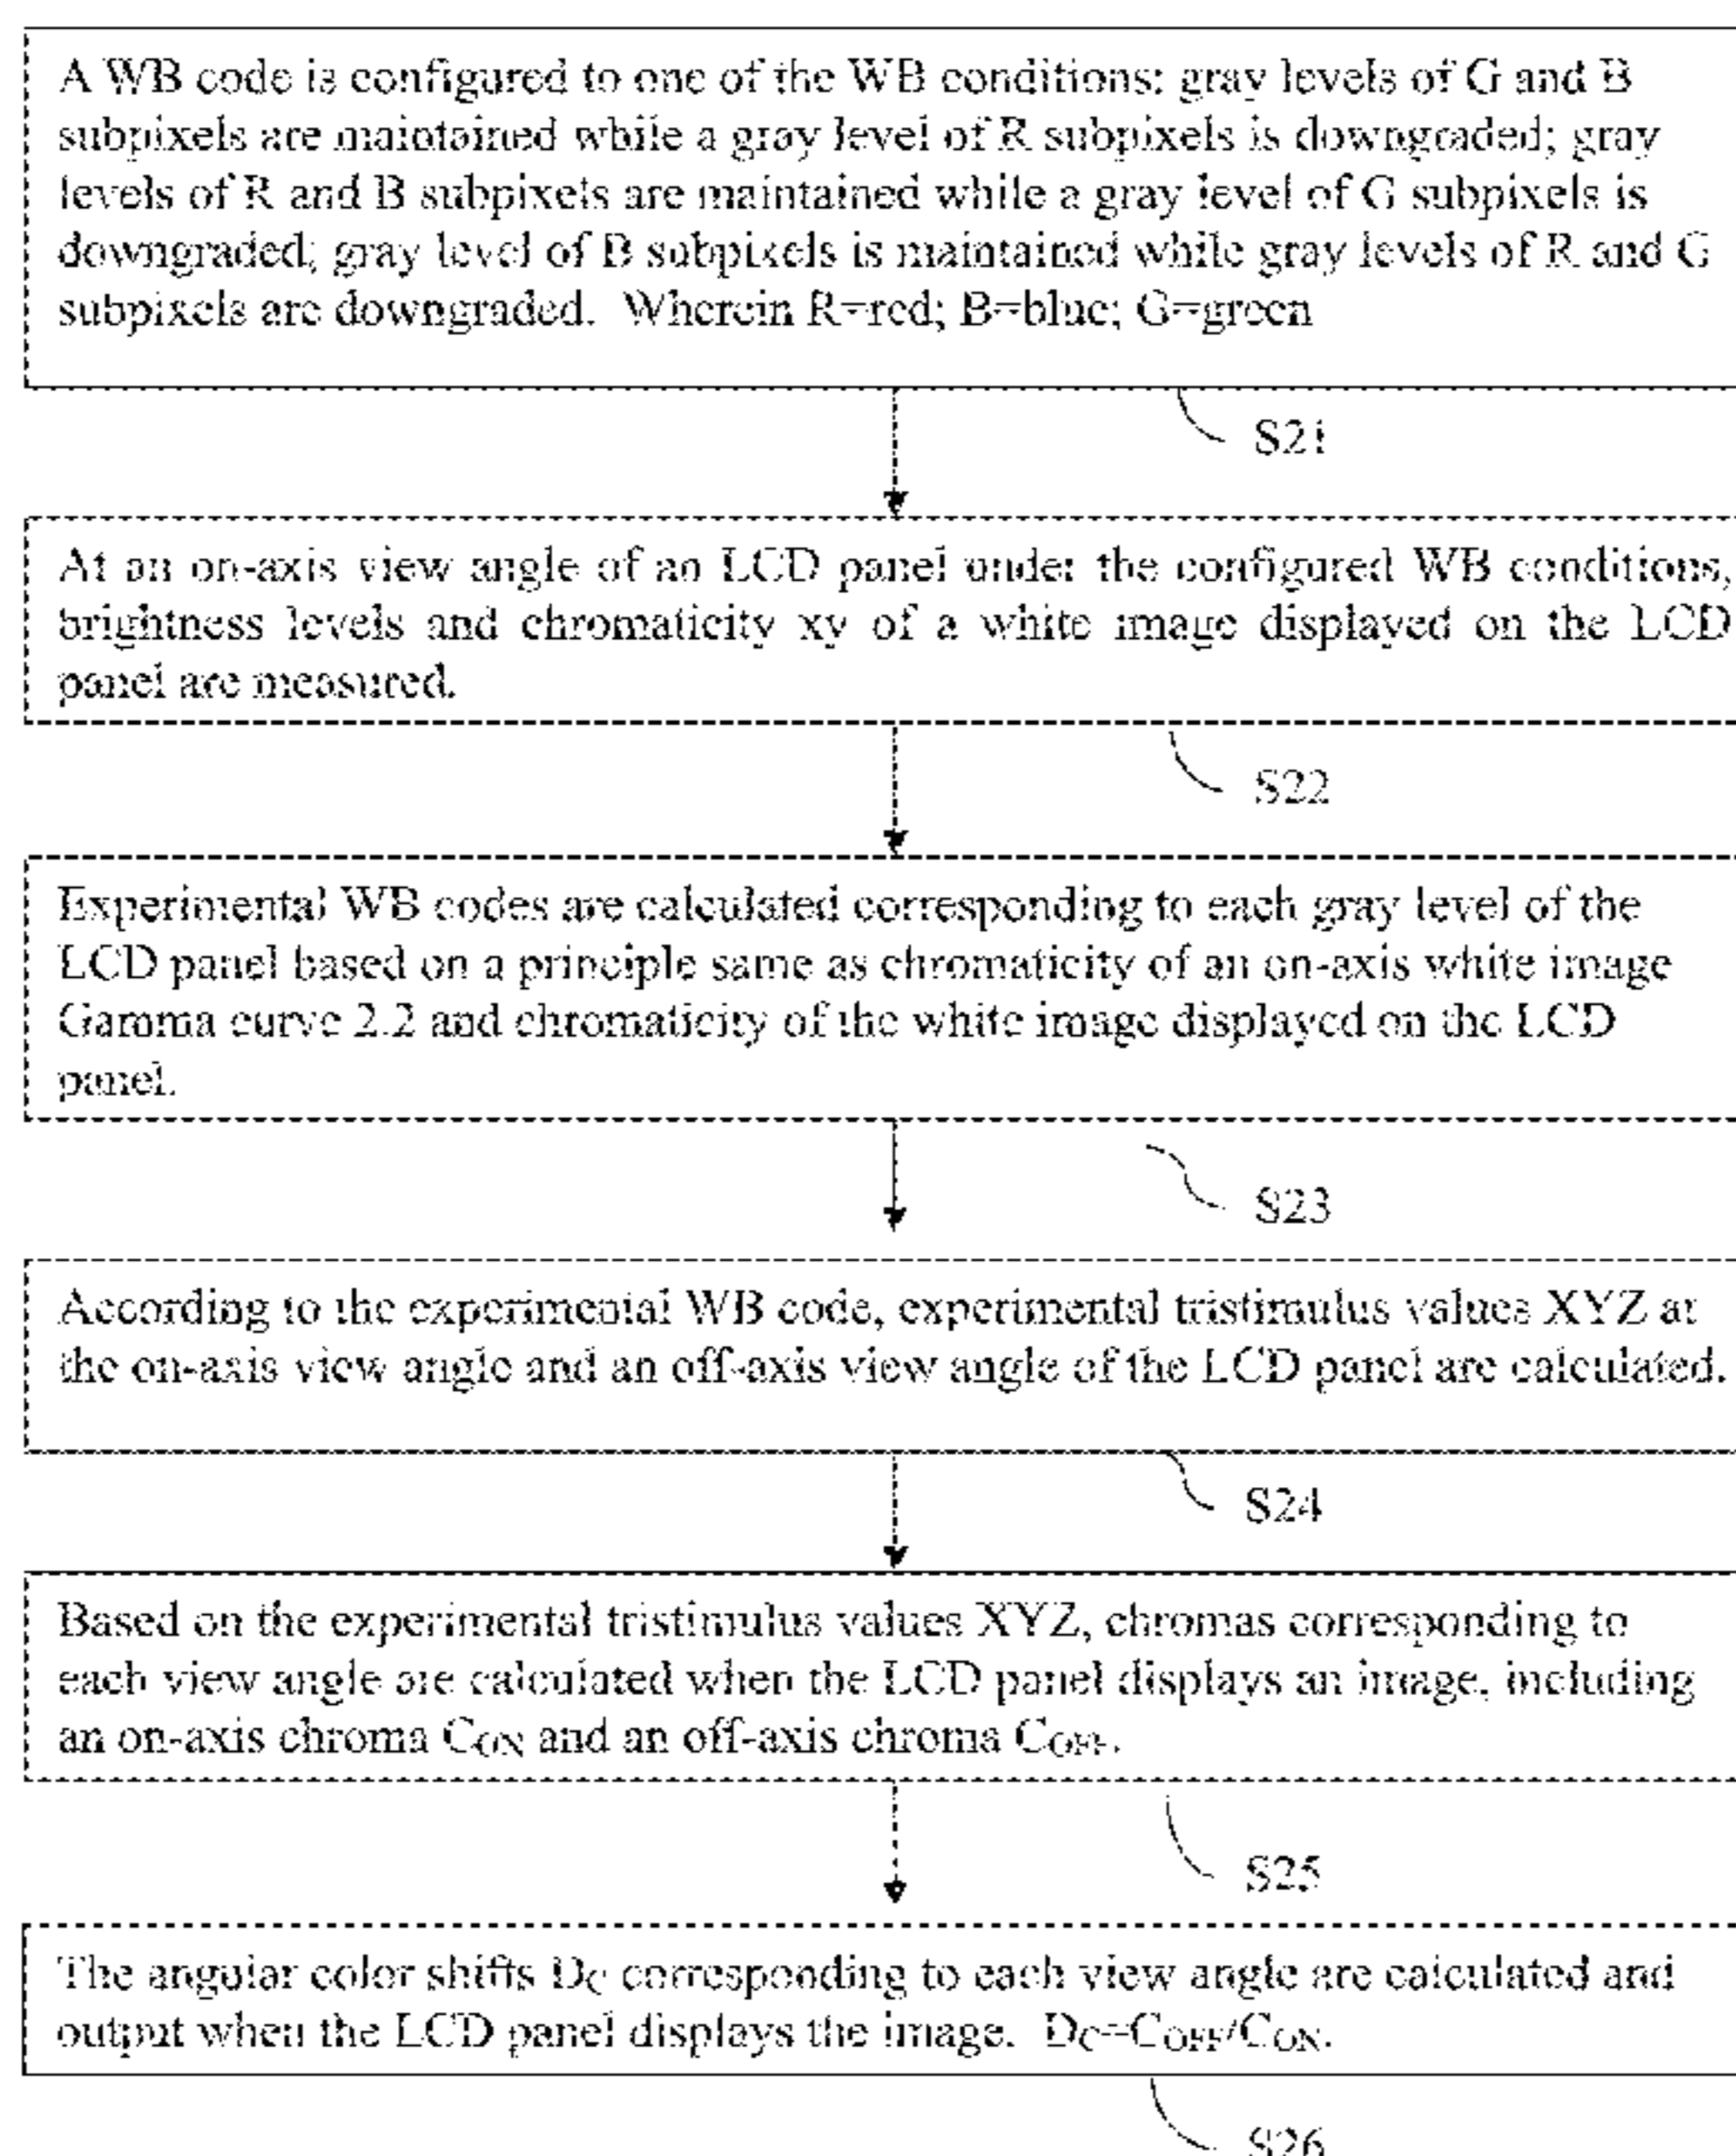 A WB code is configured to one of the WB conditions: gray levels of G and B
subpixels are maintained while a gray level of R subpixels is downgraded; gray
levels of R and B subpixels are maintained while a gray level of G subpixels is
downgraded; gray level of B subpixels is maintained while gray levels of R and G
subpixels are downgraded. Wherein R=red; B=blue; G=green
S21
At an on-axis view angle of an LCD panel under the configured WB conditions,
brightness levels and chromaticity xy of a white image displayed on the LCD
panel are measured.
S22
Experimental WB codes are calculated corresponding to each gray level of the
LCD panel based on a principle same as chromaticity of an on-axis white image
Gamma curve 2.2 and chromaticity of the white image displayed on the LCD
panel.
S23
According to the experimental WB code, experimental tristimulus values XYZ at
the on-axis view angle and an off-axis view angle of the LCD panel are calculated.
S24
Based on the experimental tristimulus values XYZ, chromas corresponding to
each view angle are calculated when the LCD panel displays an image, including
an on-axis chroma CON and an off-axis chroma COFF.
S25
The angular color shifts DC corresponding to each view angle are calculated and
output when the LCD panel displays the image. DC=COFF/CON.
S26